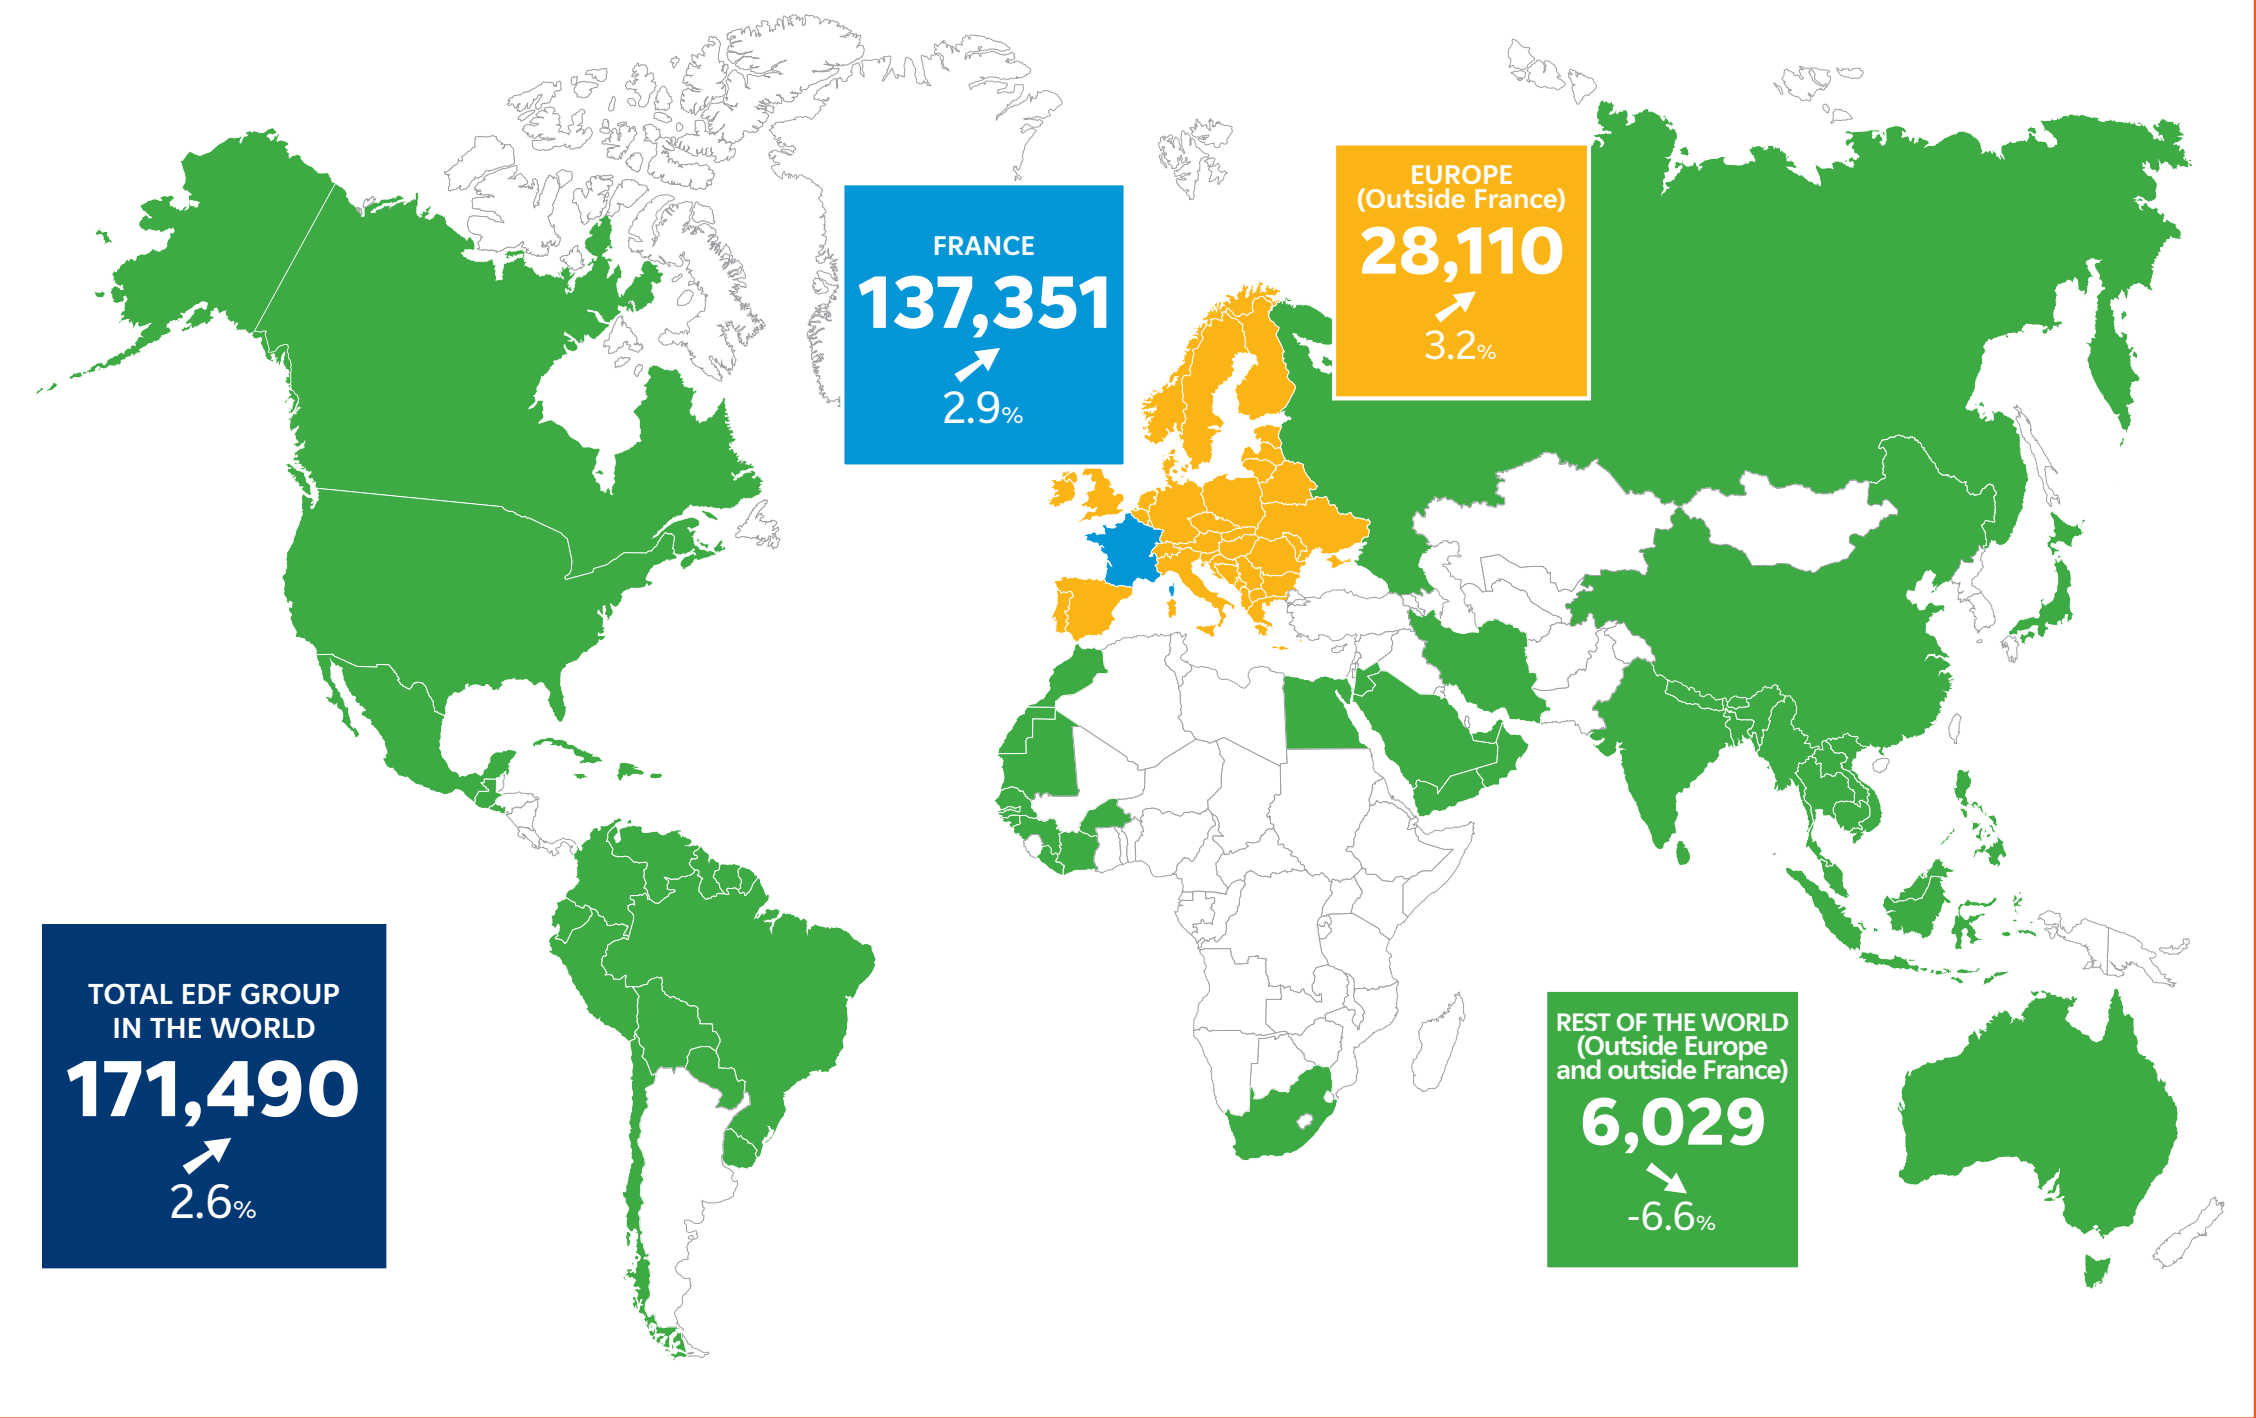 FRANCE
137,351
2.9%
EUROPE
(Outside France)
28,110
3.2%
TOTAL EDF GROUP
IN THE WORLD
171,490
2.6%
REST OF THE WORLD
(Outside Europe
and outside France)
6,029
-6.6%